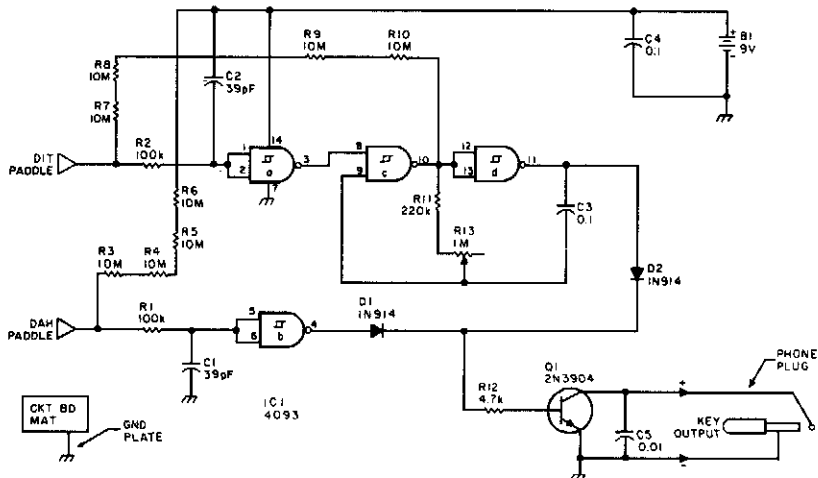 R9
10M
R10
10M
R8
10M
R7
10M
C2
39pF
C4
0.1
+
B1
9V
-
DIT
PADDLE
R2
100k
1
2
14
a
3
7
8
9
c
10
12
13
d
11
R6
10M
R5
10M
R11
220k
R13
1M
C3
0.1
R3
10M
R4
10M
D2
1N914
DAH
PADDLE
R1
100k
5
6
b
4
D1
1N914
C1
39pF
IC1
4093
R12
4.7k
Q1
2N3904
+
PHONE
PLUG
C5
0.01
KEY
OUTPUT
-
CKT BD
MAT
GND
PLATE